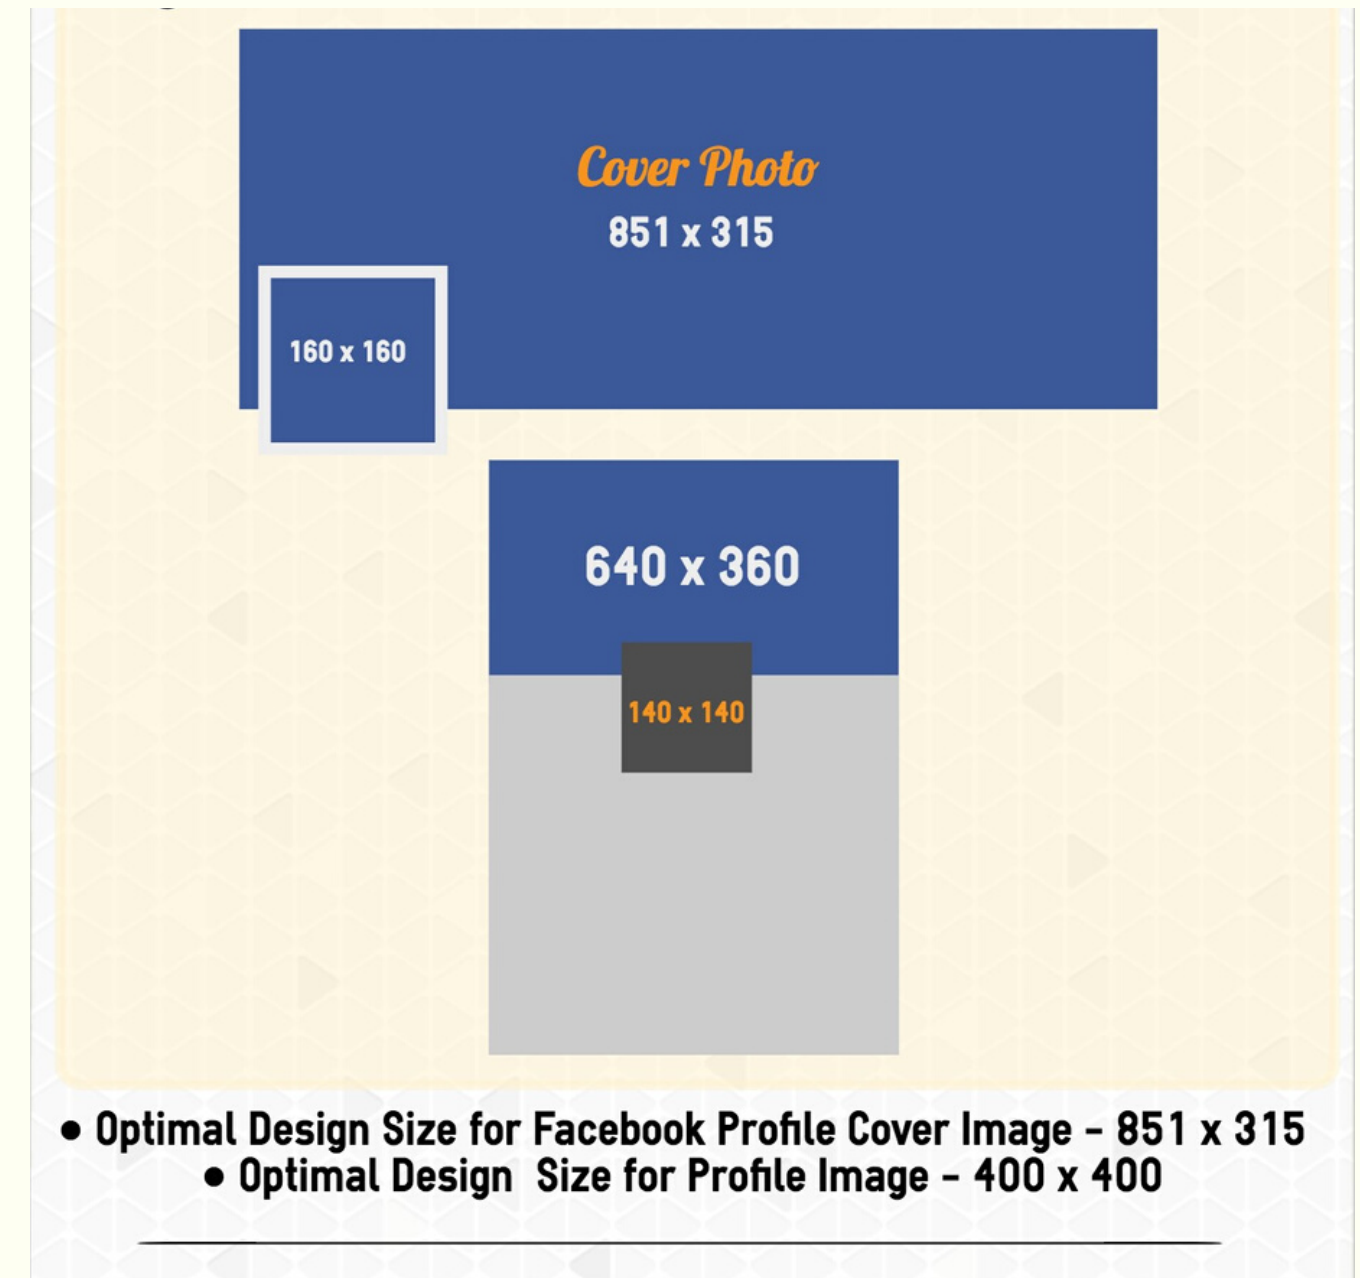 Cover Photo
851 x 315
160 x 160
640 x 360
140 x 140
• Optimal Design Size for Facebook Profile Cover Image - 851 x 315
• Optimal Design Size for Profile Image - 400 x 400